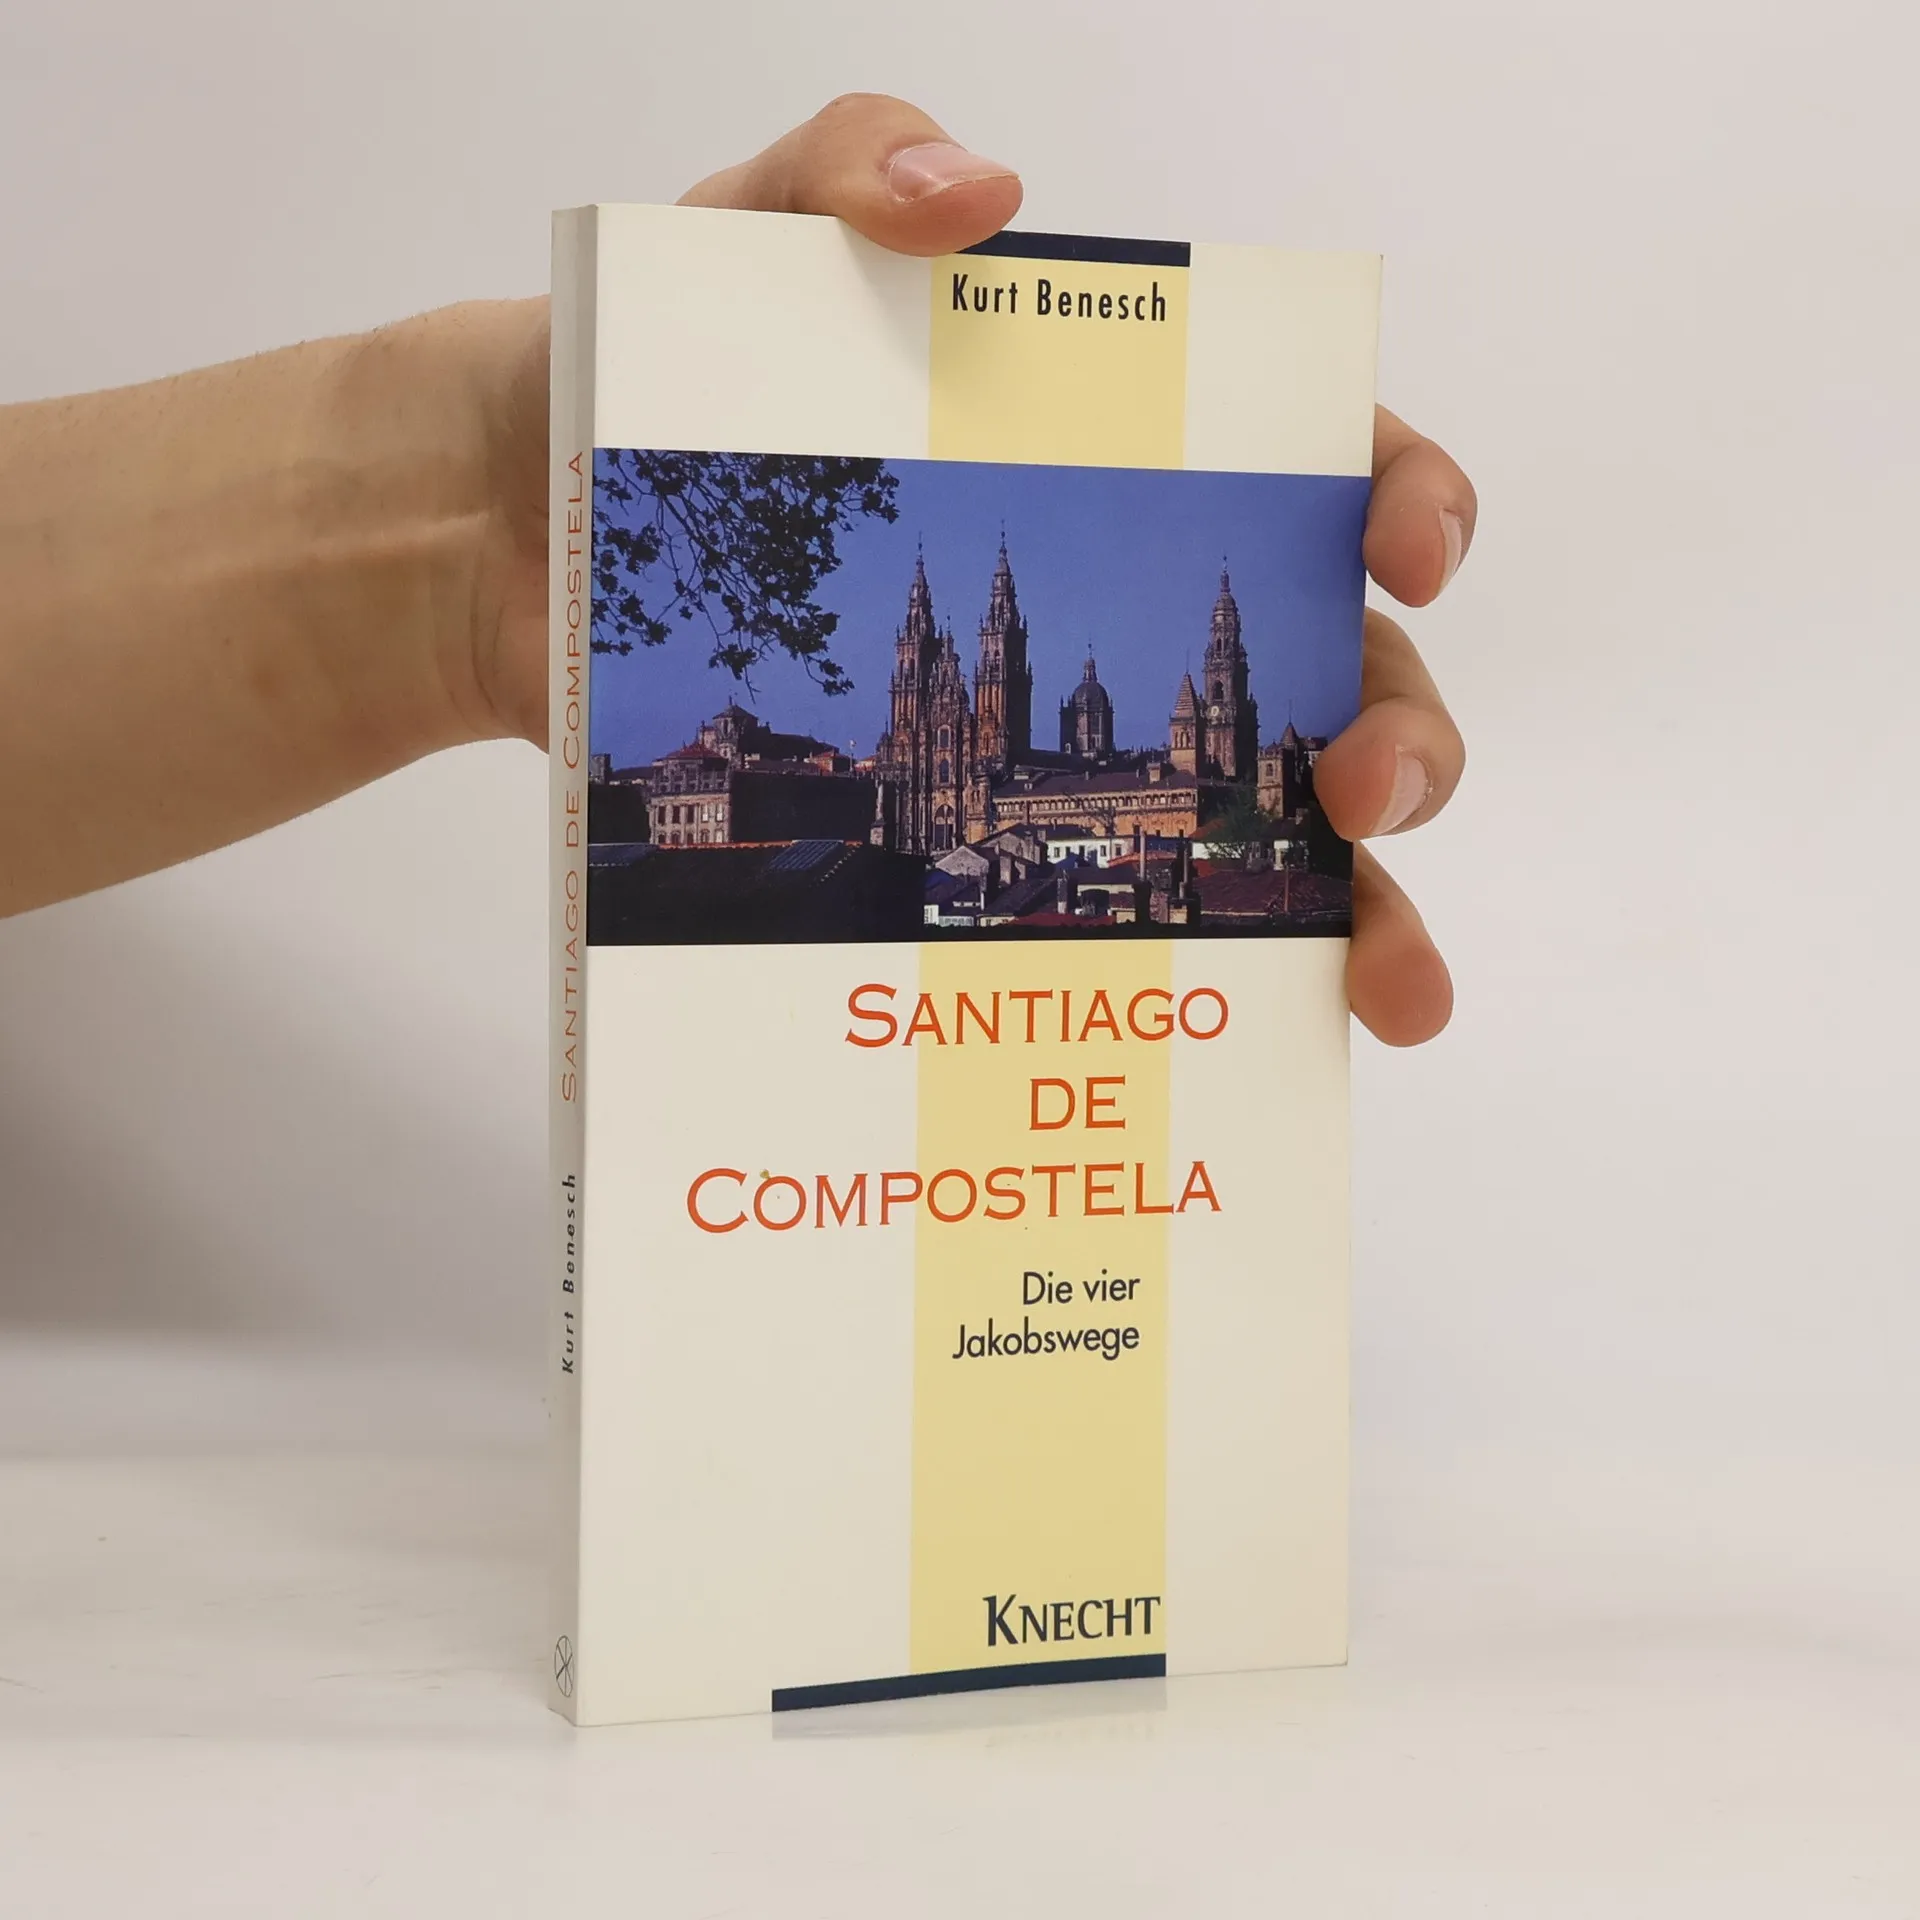 Kurt Benesch
SANTIAGO
DE
COMPOSTELA
Die vier
Jakobswege
KNECHT
Kurt Benesch SANTIAGO DE COMPOSTELA